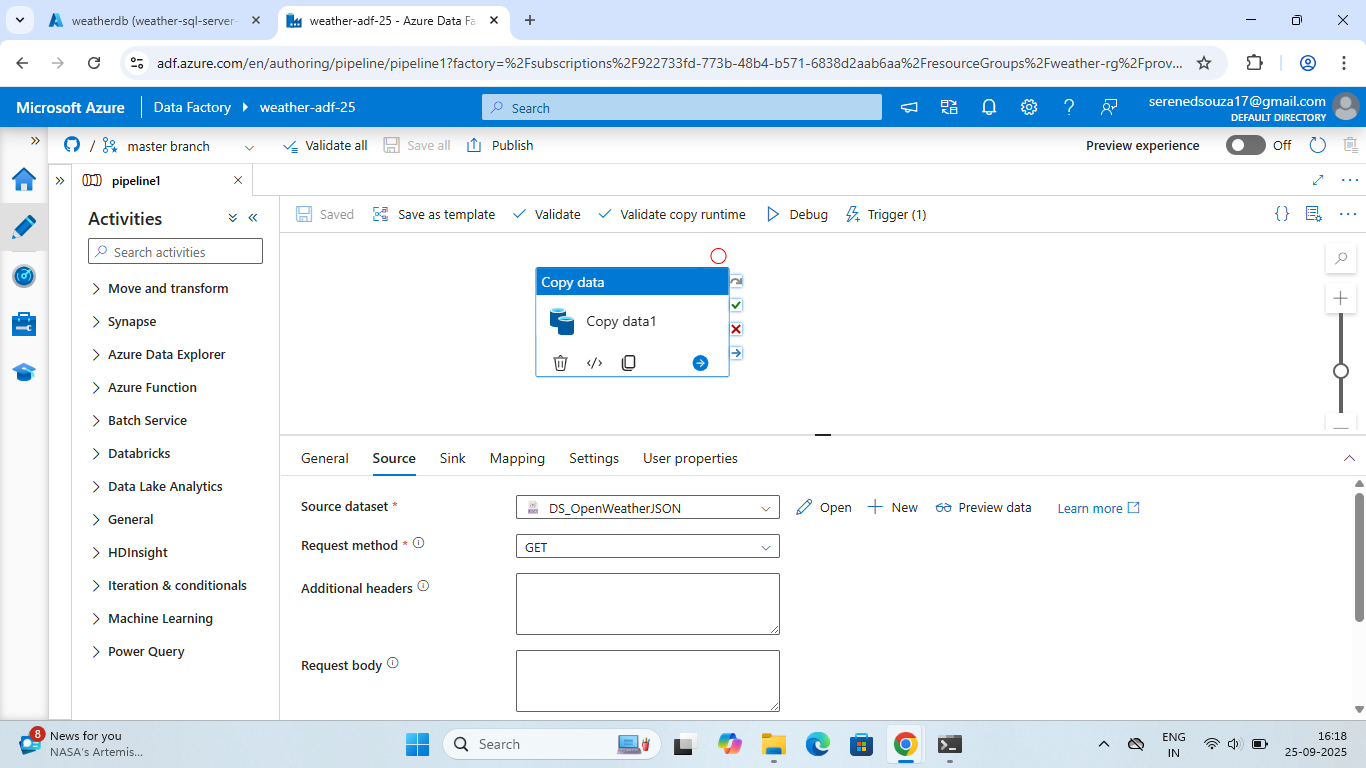 weatherdb (weather-sql-server-
weather-adf-25 - Azure Data Fa
adf.azure.com/en/authoring/pipeline/pipeline1?factory=%2Fsubscriptions%2F922733fd-773b-48b4-b571-6838d2aab6aa%2FresourceGroups%2Fweather-rg%2Fprov...
Microsoft Azure
Data Factory
weather-adf-25
Search
serenedsouza17@gmail.com
DEFAULT DIRECTORY
/
master branch
Validate all
Save all
Publish
Preview experience
Off
pipeline1
Activities
Search activities
Move and transform
Synapse
Azure Data Explorer
Azure Function
Batch Service
Databricks
Data Lake Analytics
General
HDInsight
Iteration & conditionals
Machine Learning
Power Query
Saved
Save as template
Validate
Validate copy runtime
Debug
Trigger (1)
{}
Copy data
Copy data1
General
Source
Sink
Mapping
Settings
User properties
Source dataset *
DS_OpenWeatherJSON
Open
New
Preview data
Learn more
Request method *
GET
Additional headers
Request body
8
News for you
NASA's Artemis...
Search
ENG
IN
16:18
25-09-2025